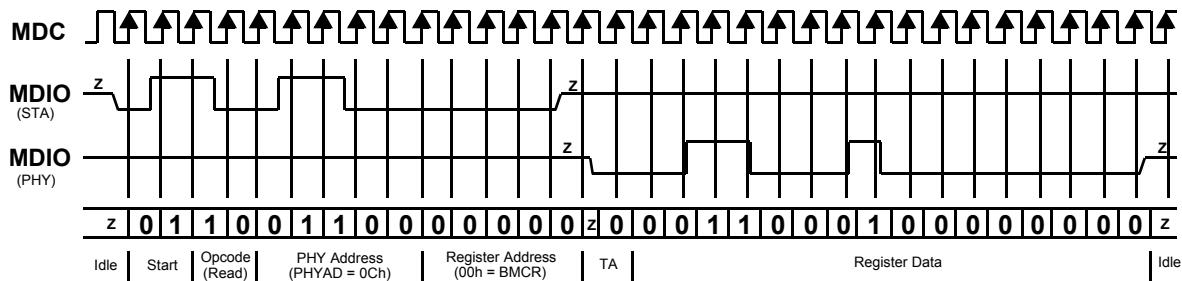 MDC
z z
MDIO
(STA)
z z
MDIO
(PHY)
z 0 1 1 0 0 1 1 0 0 0 0 0 0 0 z 0 0 0 1 1 0 0 0 1 0 0 0 0 0 0 0 0 z
Idle Start Opcode (Read) PHY Address (PHYAD = 0Ch) Register Address (00h = BMCR) TA Register Data Idle